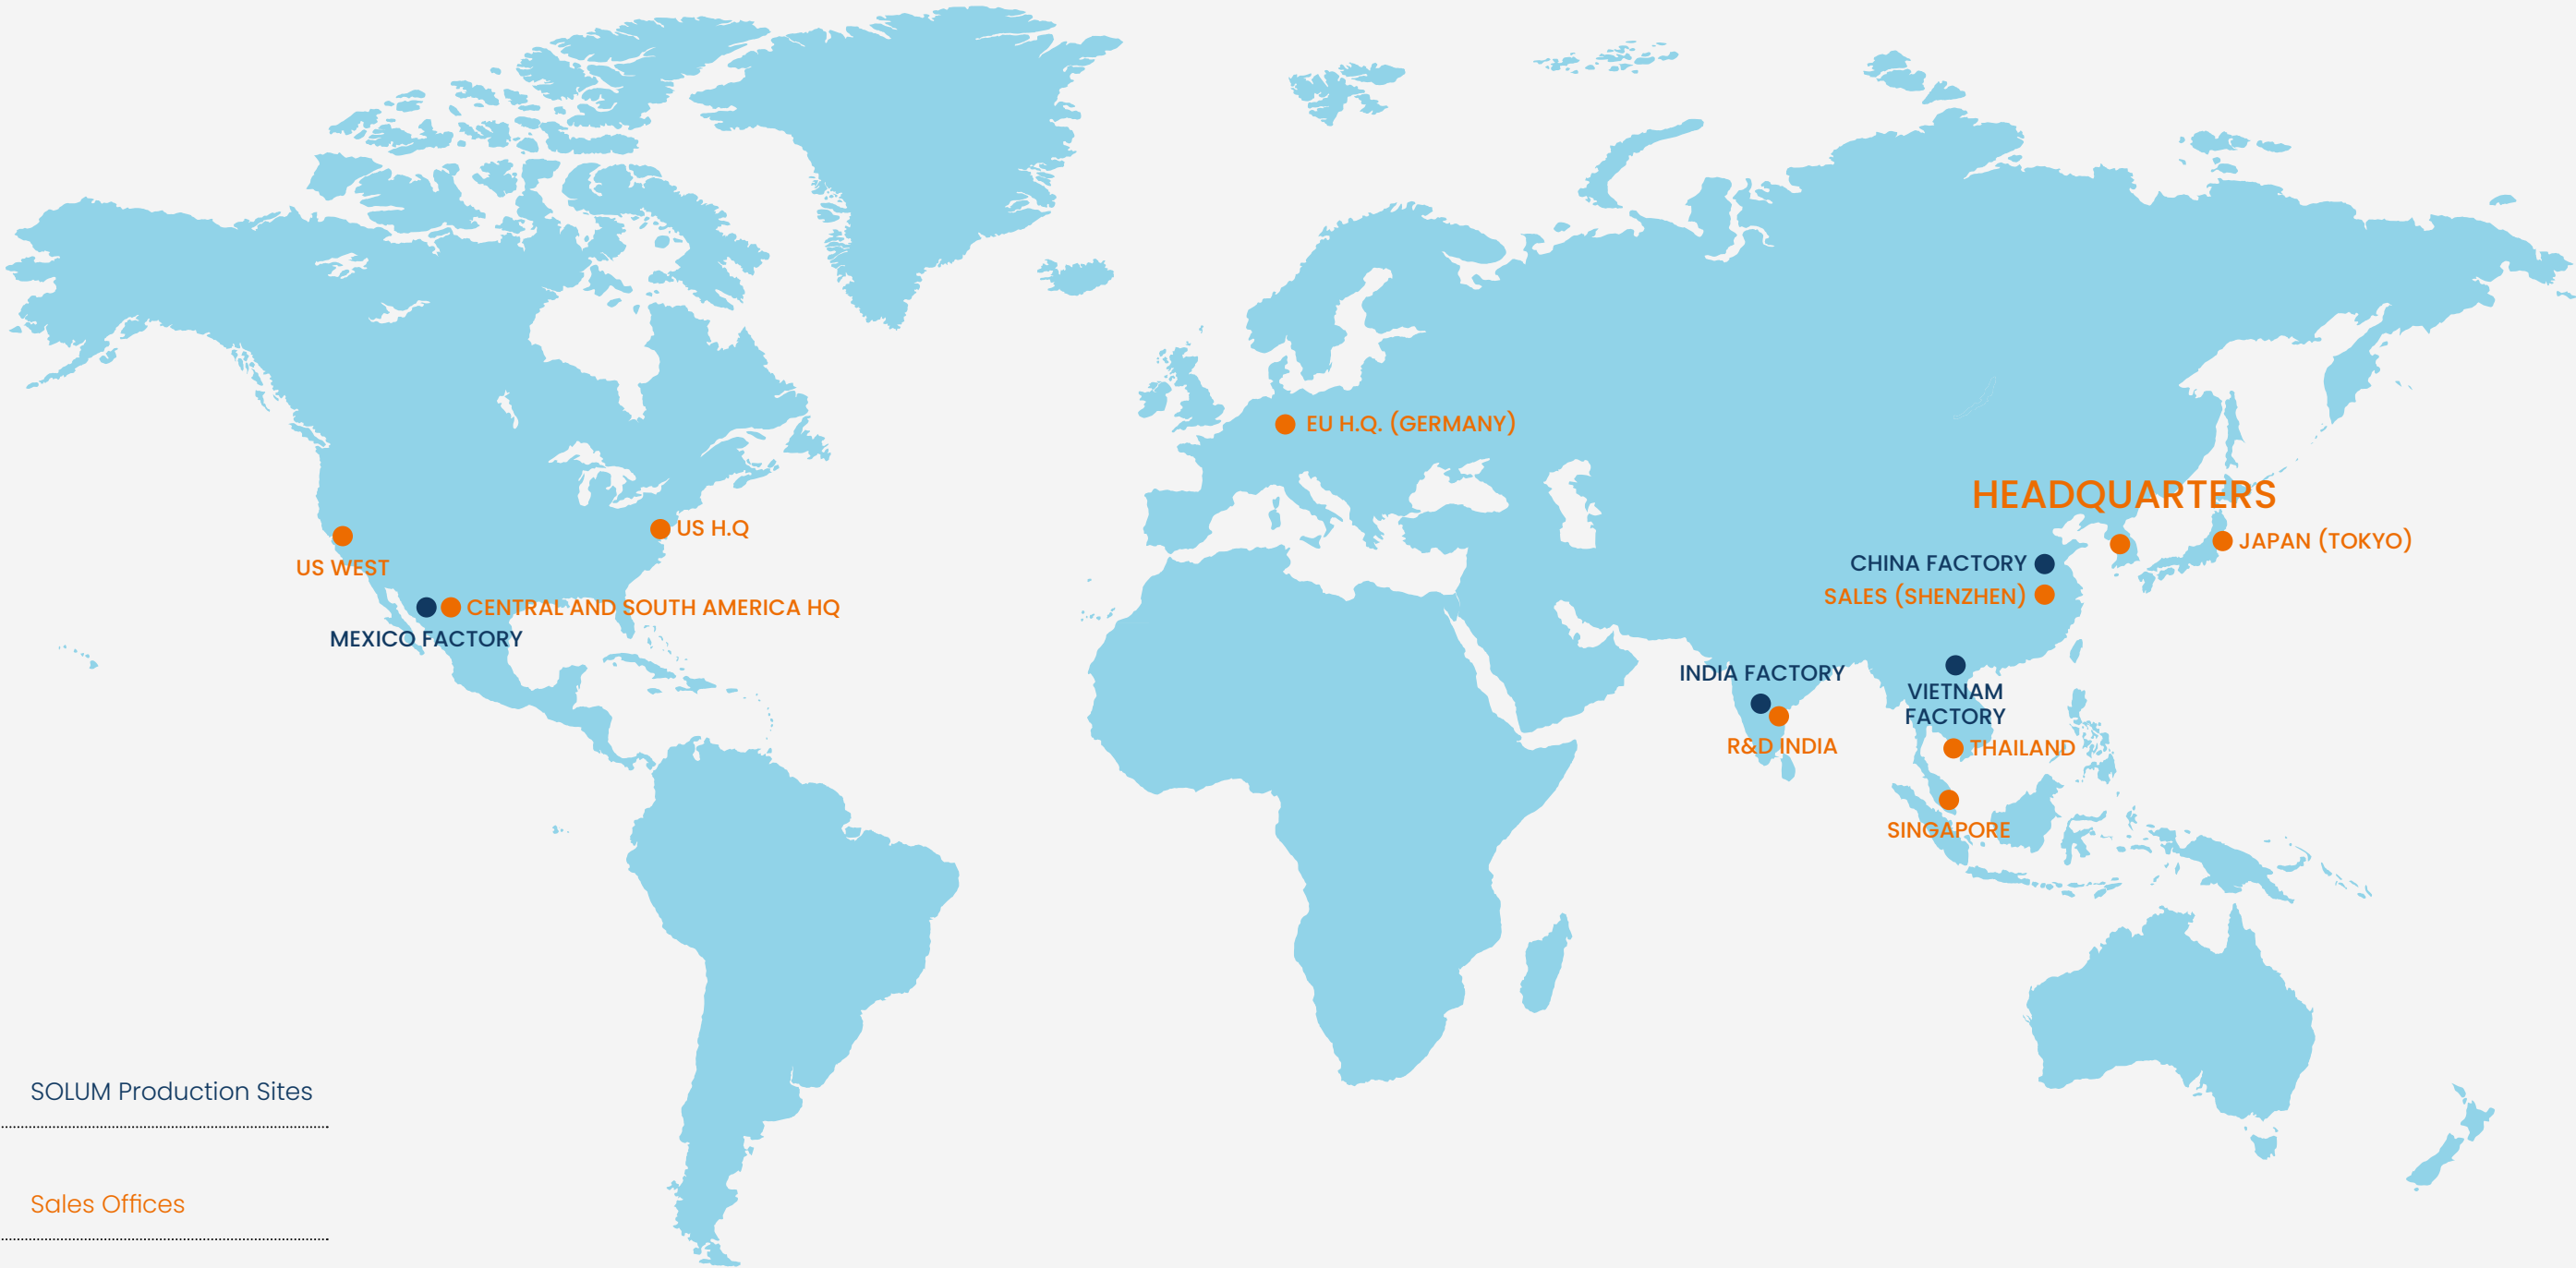 EU H.Q. (GERMANY)
HEADQUARTERS
US H.Q
JAPAN (TOKYO)
US WEST
CHINA FACTORY
SALES (SHENZHEN)
CENTRAL AND SOUTH AMERICA HQ
MEXICO FACTORY
INDIA FACTORY
VIETNAM
FACTORY
R&D INDIA
THAILAND
SINGAPORE
SOLUM Production Sites
Sales Offices